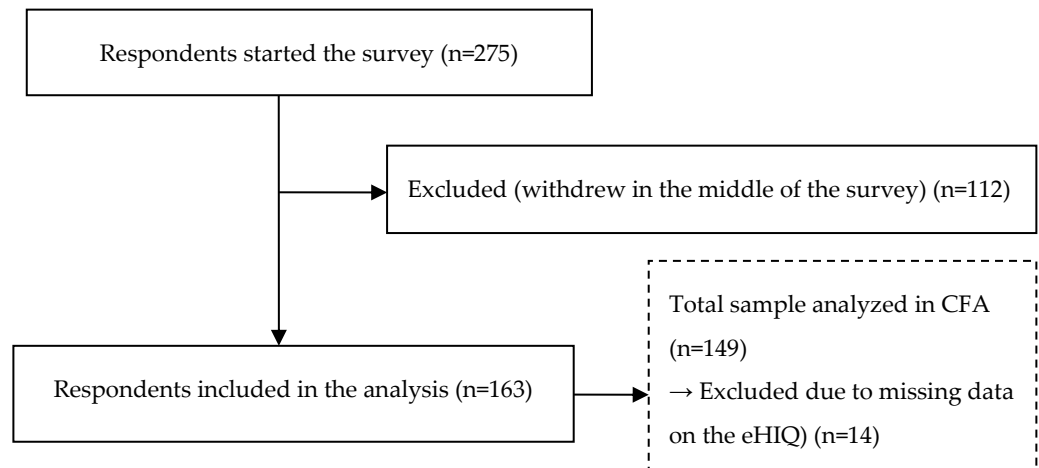 Respondents started the survey (n=275)
Excluded (withdrew in the middle of the survey) (n=112)
Total sample analyzed in CFA
(n=149)
→ Excluded due to missing data
on the eHIQ) (n=14)
Respondents included in the analysis (n=163)